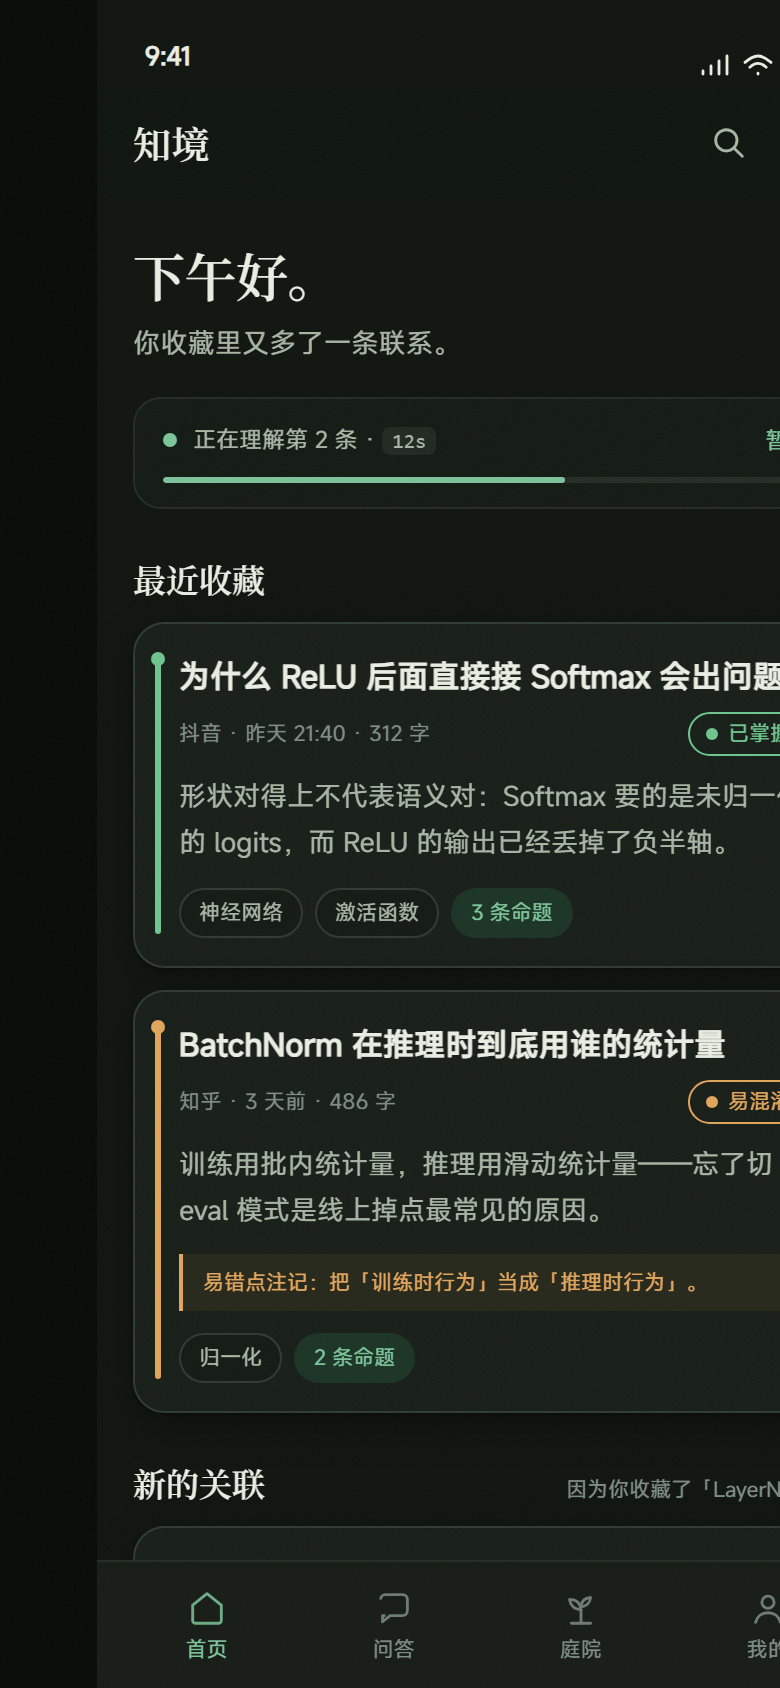 9:41
知境
下午好。
你收藏里又多了一条联系。
正在理解第 2 条 · 12s 暂
最近收藏
为什么 ReLU 后面直接接 Softmax 会出问题
抖音 · 昨天 21:40 · 312 字 已掌握
形状对得上不代表语义对：Softmax 要的是未归一
的 logits，而 ReLU 的输出已经丢掉了负半轴。
神经网络 激活函数 3 条命题
BatchNorm 在推理时到底用谁的统计量
知乎 · 3 天前 · 486 字 易混淆
训练用批内统计量，推理用滑动统计量——忘了切
eval 模式是线上掉点最常见的原因。
易错点注记：把「训练时行为」当成「推理时行为」。
归一化 2 条命题
新的关联 因为你收藏了「LayerN
首页 问答 庭院 我的